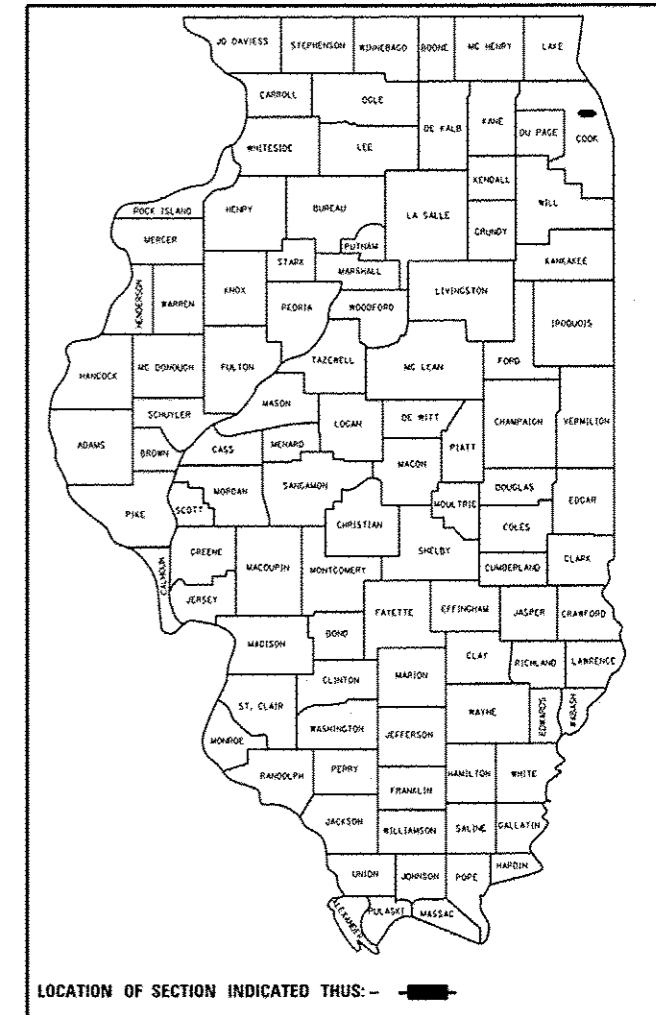 JO DAVIESS STEPHENSON WINNEBAGO BOONE MC HENRY LAKE
CARROLL OGLE DE KALB KANE DU PAGE COOK
WHITESIDE LEE KENDALL WILL
ROCK ISLAND HENRY BUREAU LA SALLE GRUNDY
MERCER PUTNAM KANKAKEE
STARK MARSHALL
HENDERSON WARREN KNOX PEORIA WOODFORD LIVINGSTON IROQUOIS
HANCOCK MC DONOUGH FULTON TAZEWELL MC LEAN FORD
SCHUYLER MASON LOGAN DE WITT CHAMPAIGN VERMILION
ADAMS BROWN CASS MENARD MACON PIATT
PIKE SCOTT MORGAN SANGAMON CHRISTIAN MOULTRIE DOUGLAS EDGAR
COLES
CALHOUN GREENE MACOUPIN MONTGOMERY SHELBY CUMBERLAND CLARK
JERSEY FAYETTE EFFINGHAM JASPER CRAWFORD
MADISON BOND CLAY RICHLAND LAWRENCE
CLINTON MARION
ST. CLAIR WAYNE EDWARDS WABASH
MONROE WASHINGTON JEFFERSON
RANDOLPH PERRY HAMILTON WHITE
FRANKLIN
JACKSON WILLIAMSON SALINE GALLATIN
UNION JOHNSON POPE HARDIN
ALEXANDER PULASKI MASSAC
LOCATION OF SECTION INDICATED THUS:-